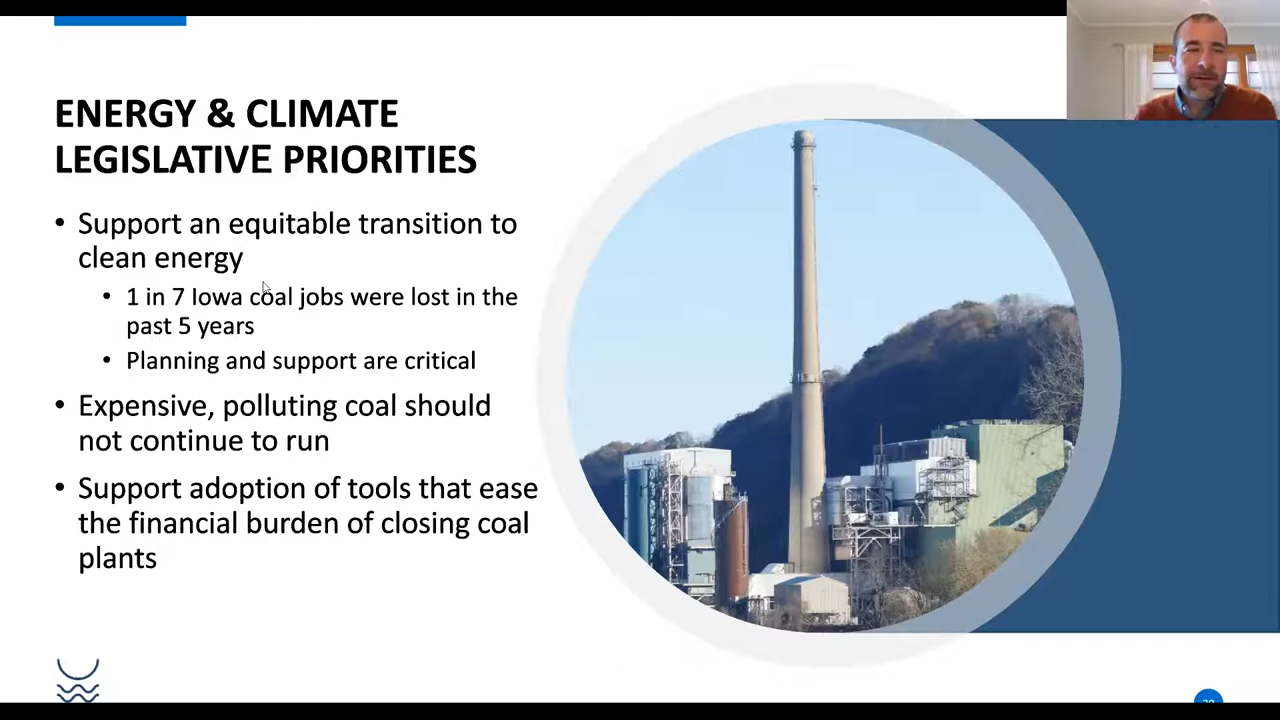 ENERGY & CLIMATE
LEGISLATIVE PRIORITIES
• Support an equitable transition to
clean energy
• 1 in 7 Iowa coal jobs were lost in the
past 5 years
• Planning and support are critical
• Expensive, polluting coal should
not continue to run
• Support adoption of tools that ease
the financial burden of closing coal
plants